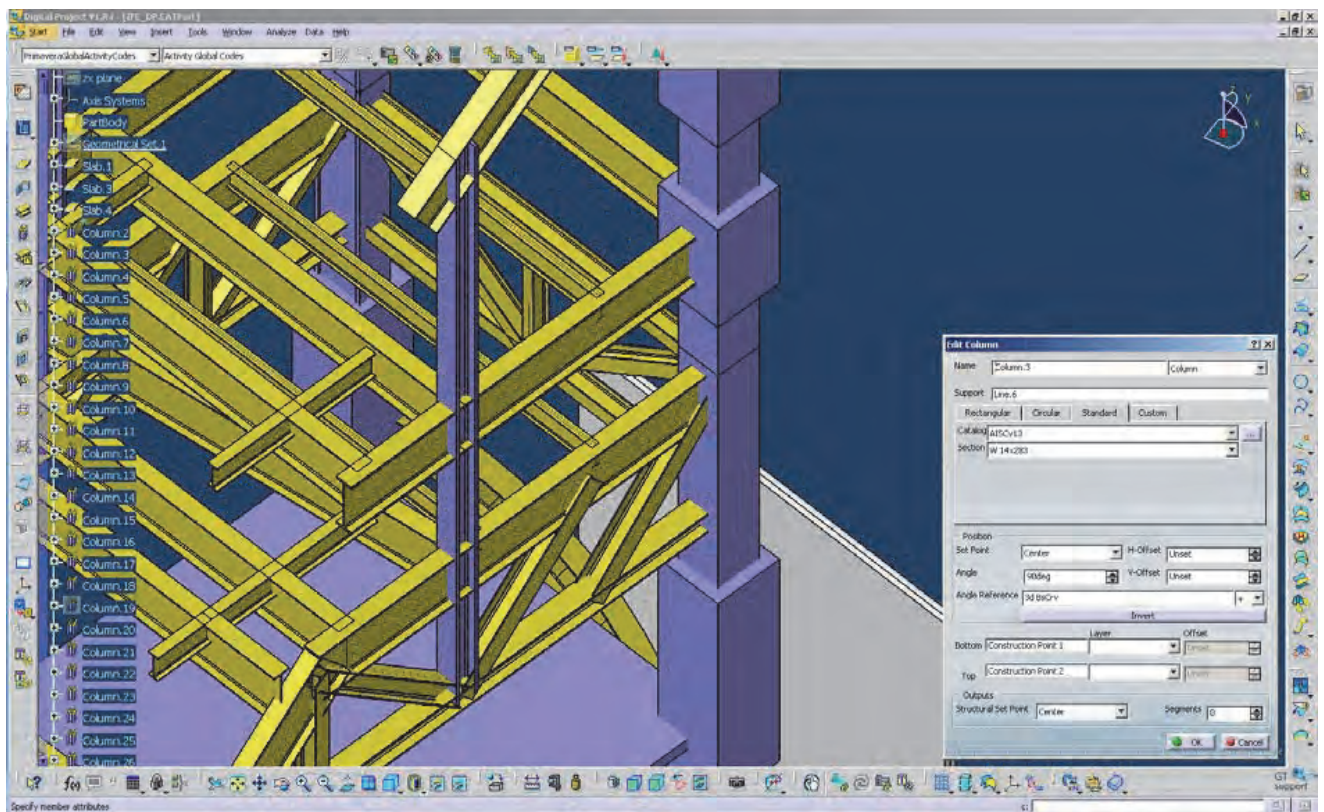 Digital Project V1,R4 - [IFE_DP.CATPart]
Start File Edit View Insert Tools Window Analyze Data Help
PrimaveraGlobalActivityCodes Activity Global Codes
zx plane
Axis Systems
PartBody
Geometrical Set.1
Slab.1
Slab.3
Slab.4
Column.2
Column.3
Column.4
Column.5
Column.6
Column.7
Column.8
Column.9
Column.10
Column.11
Column.12
Column.13
Column.14
Column.15
Column.16
Column.17
Column.18
Column.19
Column.20
Column.21
Column.22
Column.23
Column.24
Column.25
Column.26
z y x
Edit Column
Name Column.3 Column
Support Line.6
Rectangular Circular Standard Custom
Catalog AISCv13 ...
Section W 14x283
Position
Set Point Center H-Offset Unset
Angle 90deg V-Offset Unset
Angle Reference 3d BsCrv +
Invert
Layer Offset
Bottom Construction Point 1 Unset
Top Construction Point 2 Unset
Outputs
Structural Set Point Center Segments 0
OK Cancel
f(x)
GT
support
Specify member attributes
c: